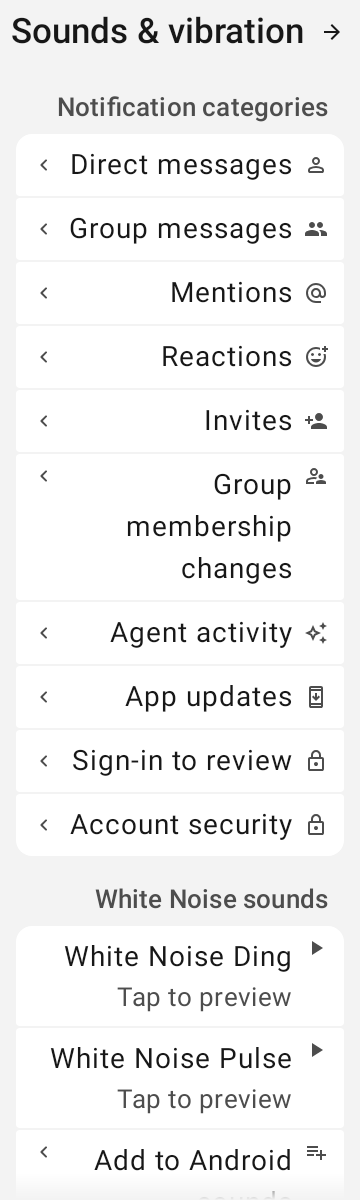 Sounds & vibration
Notification categories
Direct messages
Group messages
Mentions
Reactions
Invites
Group
membership
changes
Agent activity
App updates
Sign-in to review
Account security
White Noise sounds
White Noise Ding
Tap to preview
White Noise Pulse
Tap to preview
Add to Android